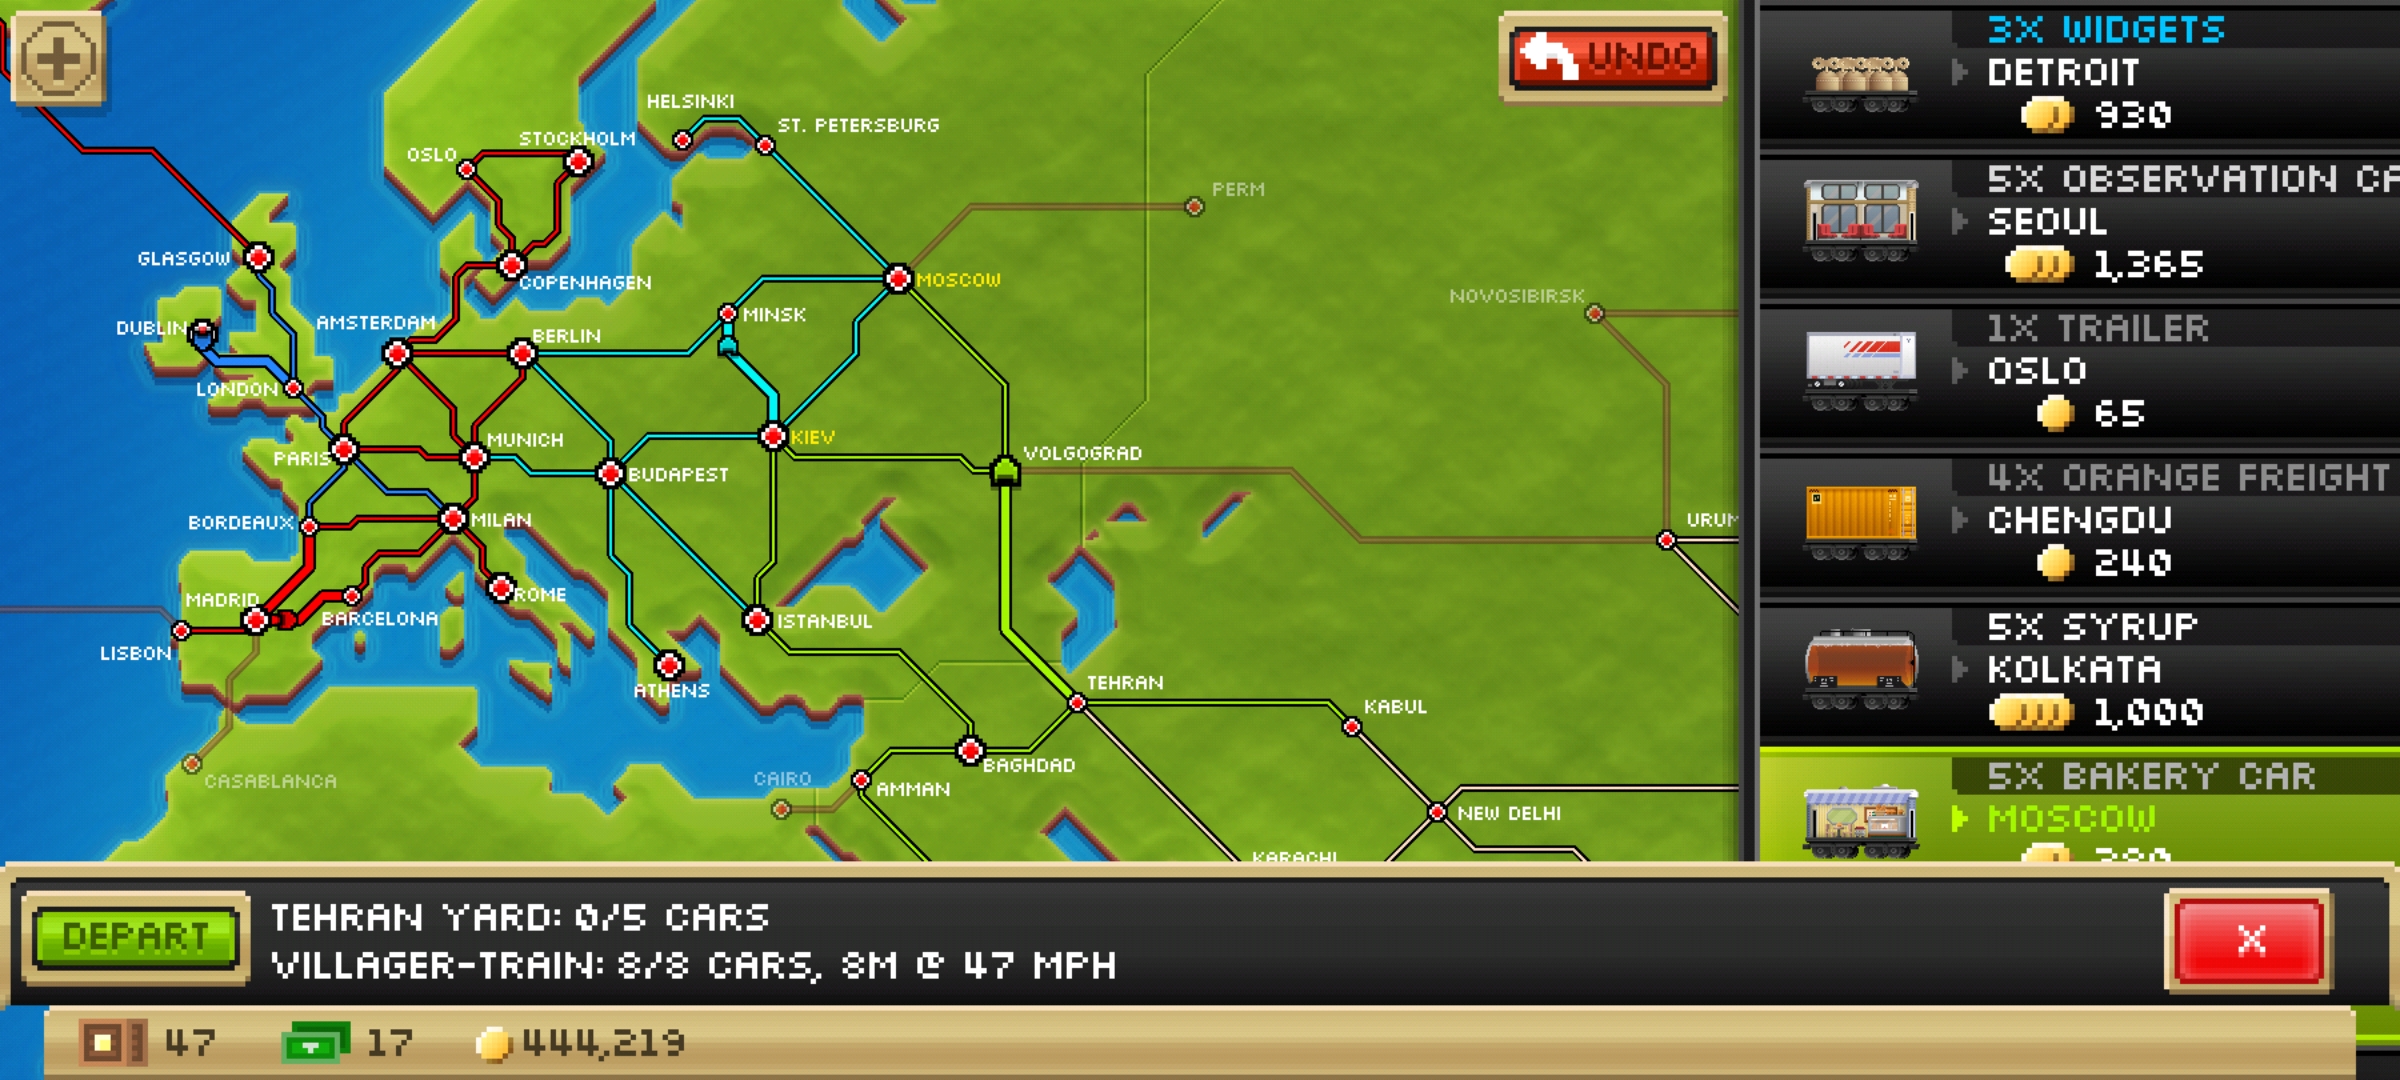 UNDO
HELSINKI
ST. PETERSBURG
STOCKHOLM
OSLO
PERM
GLASGOW
COPENHAGEN
MOSCOW
NOVOSIBIRSK
MINSK
DUBLIN
AMSTERDAM
BERLIN
LONDON
MUNICH
KIEV
PARIS
BUDAPEST
VOLGOGRAD
BORDEAUX
MILAN
URUM
MADRID
ROME
BARCELONA
ISTANBUL
LISBON
ATHENS
TEHRAN
KABUL
CASABLANCA
CAIRO
BAGHDAD
AMMAN
NEW DELHI
KARACHI
3X WIDGETS
DETROIT
930
5X OBSERVATION CA
SEOUL
1,365
1X TRAILER
OSLO
65
4X ORANGE FREIGHT
CHENGDU
240
5X SYRUP
KOLKATA
1,000
5X BAKERY CAR
MOSCOW
DEPART
TEHRAN YARD: 0/5 CARS
VILLAGER-TRAIN: 8/8 CARS, 8M @ 47 MPH
X
47
17
444,219